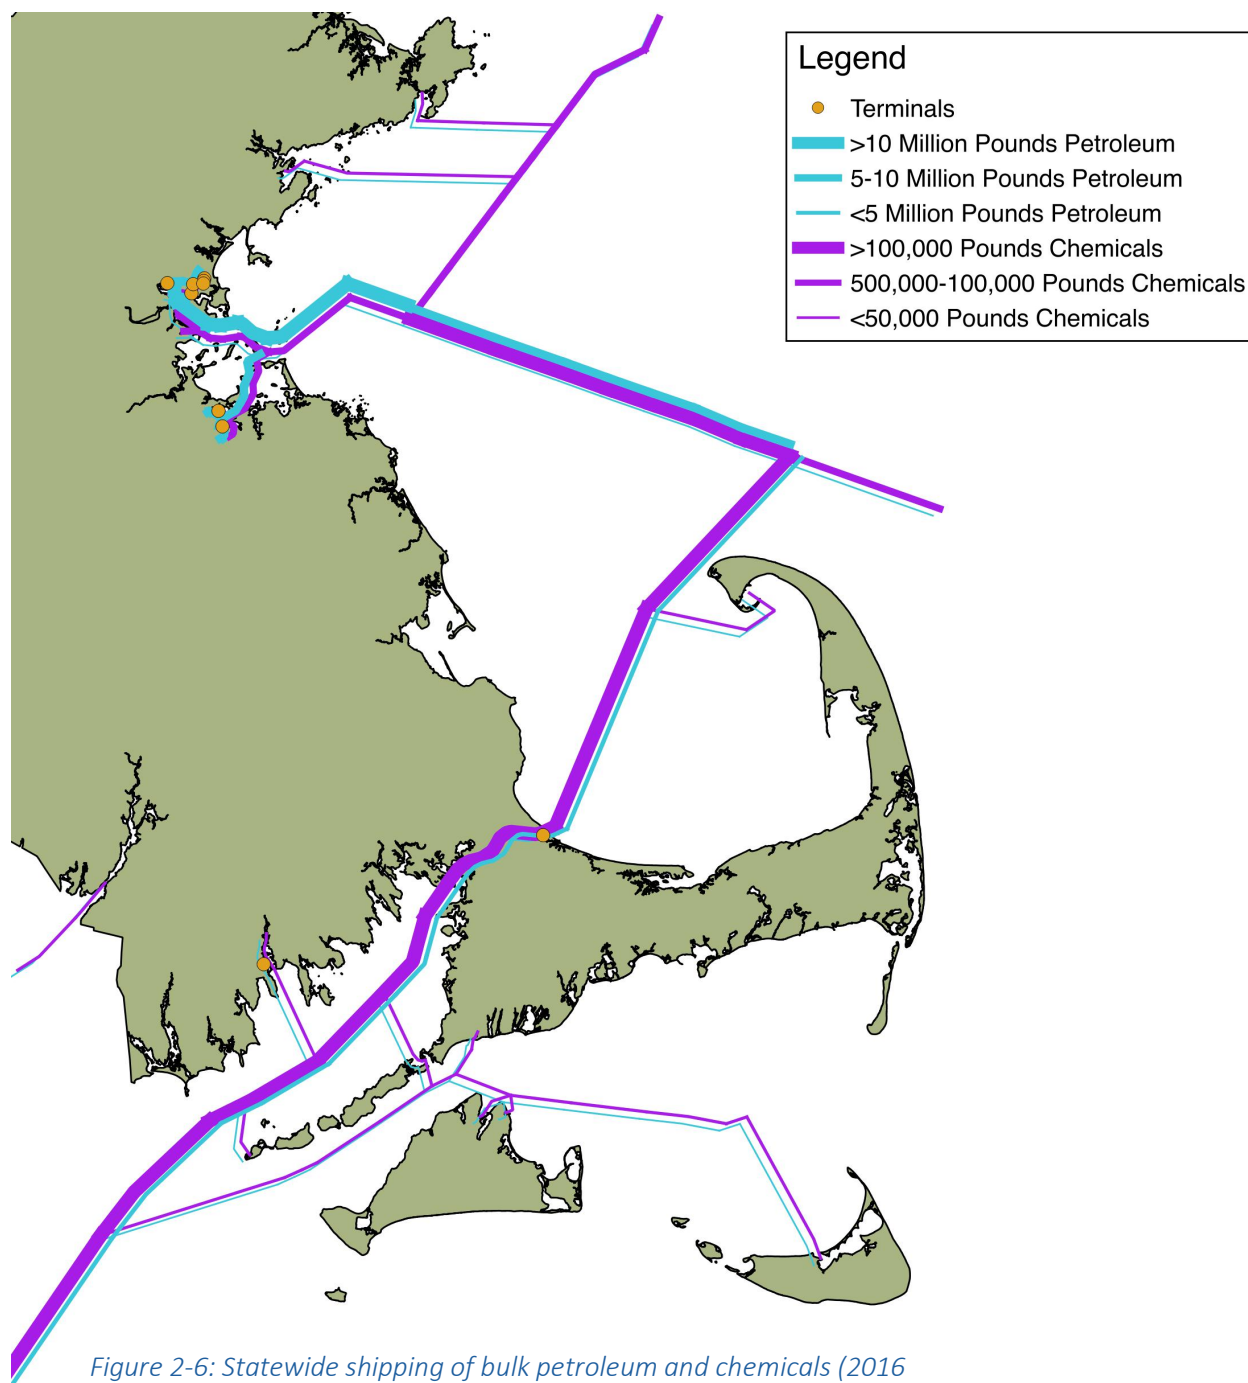 Legend
Terminals
>10 Million Pounds Petroleum
5-10 Million Pounds Petroleum
<5 Million Pounds Petroleum
>100,000 Pounds Chemicals
500,000-100,000 Pounds Chemicals
<50,000 Pounds Chemicals
Figure 2-6: Statewide shipping of bulk petroleum and chemicals (2016